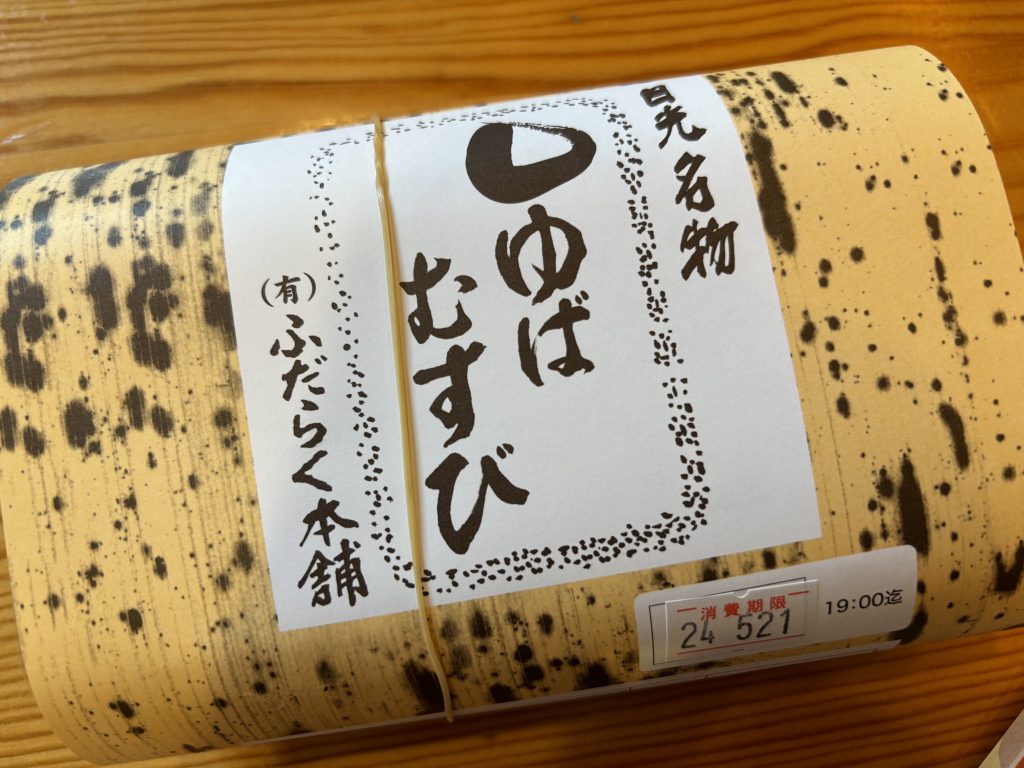 日光名物
ゆば
むすび
(有)ふだらく本舗
消費期限
24 521
19:00迄